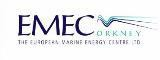 EMEC
ORKNEY
THE EUROPEAN MARINE ENERGY CENTRE LTD